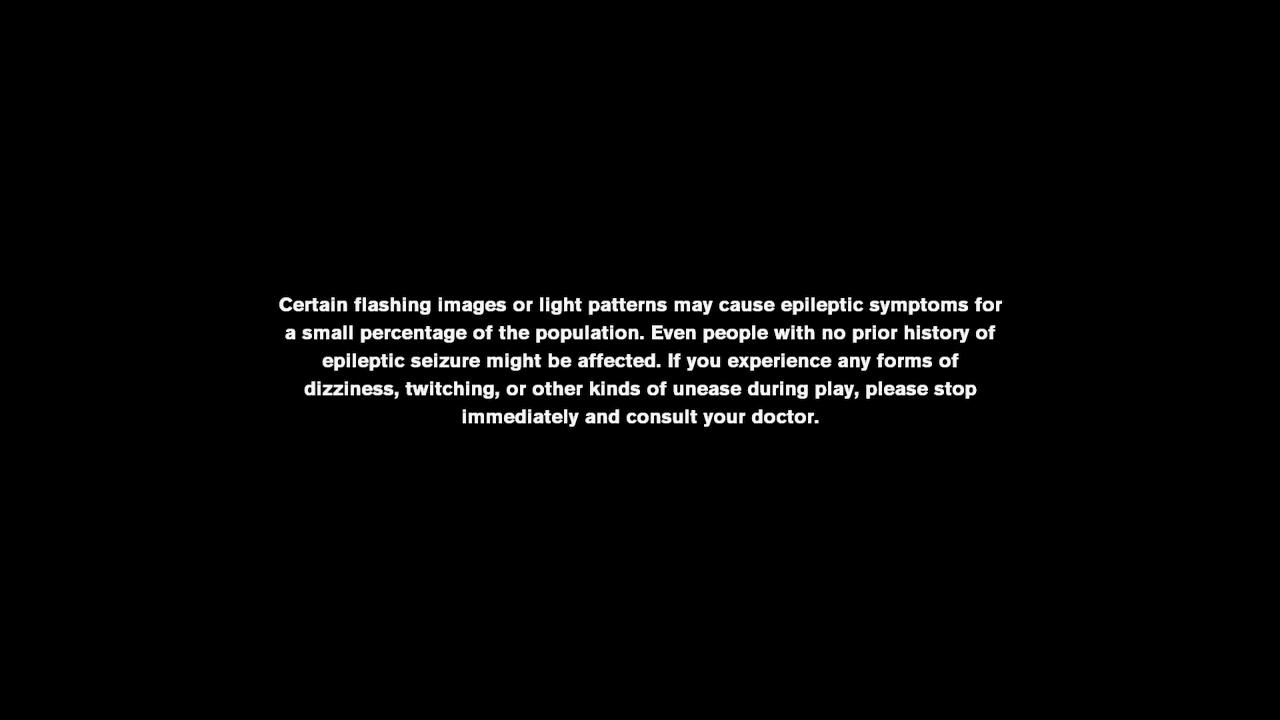 Certain flashing images or light patterns may cause epileptic symptoms for
a small percentage of the population. Even people with no prior history of
epileptic seizure might be affected. If you experience any forms of
dizziness, twitching, or other kinds of unease during play, please stop
immediately and consult your doctor.